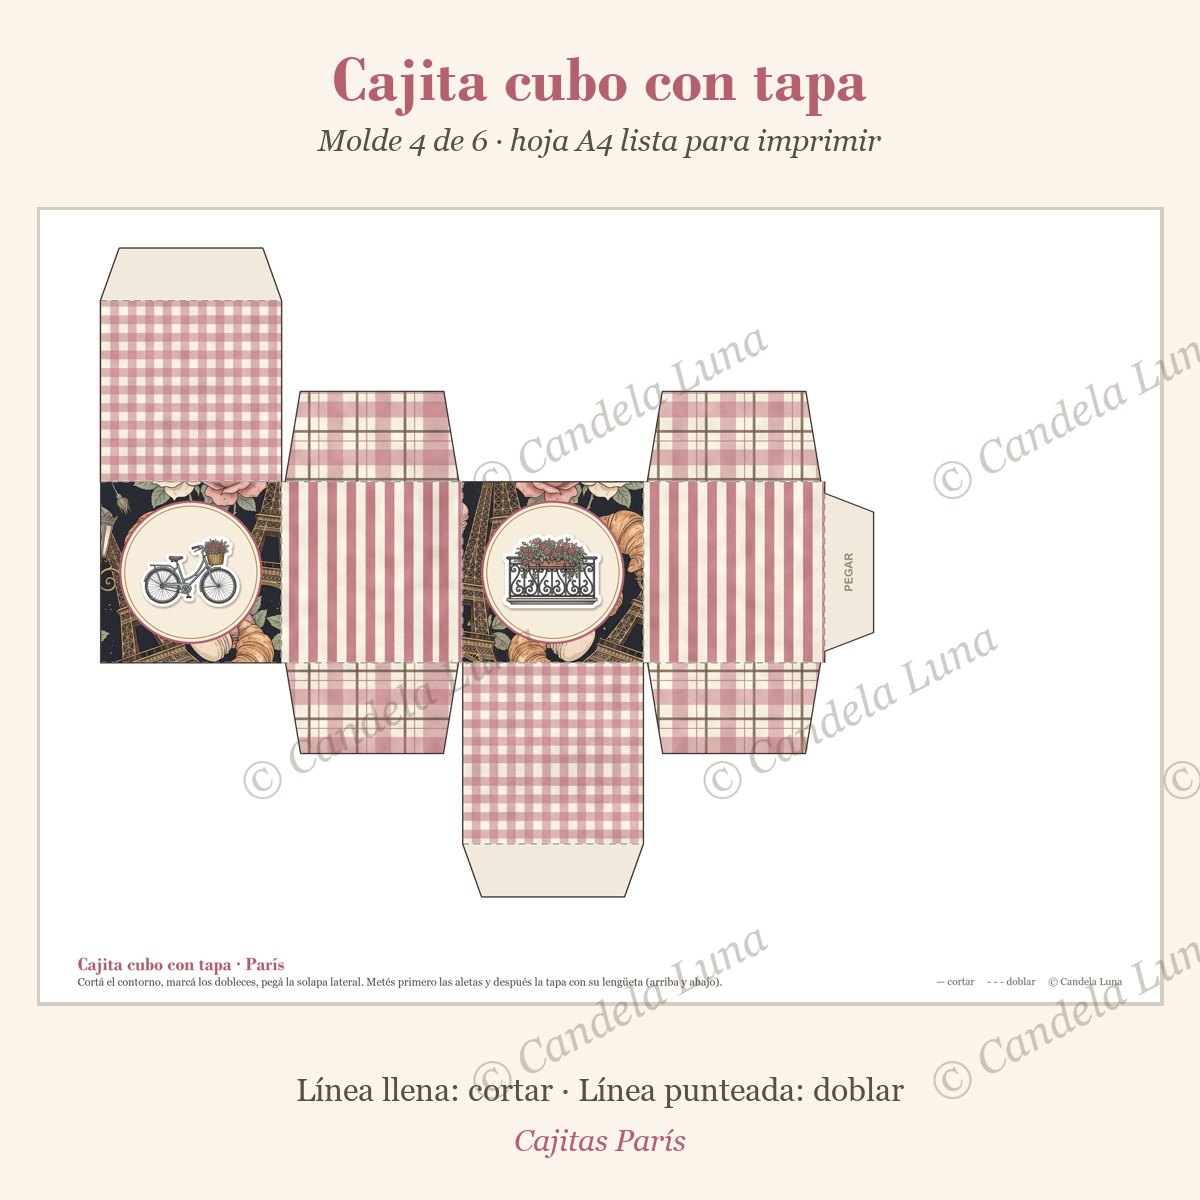 Cajita cubo con tapa
Molde 4 de 6 · hoja A4 lista para imprimir
© Candela Luna
© Candela Luna
PEGAR
© Candela Luna
© Candela Luna
©
Cajita cubo con tapa · París
Cortá el contorno, marcá los dobleces, pegá la solapa lateral. Metés primero las aletas y después la tapa con su lengüeta (arriba y abajo).
— cortar - - - doblar © Candela Luna
© Candela Luna
© Candela Luna
Línea llena: cortar · Línea punteada: doblar
Cajitas París